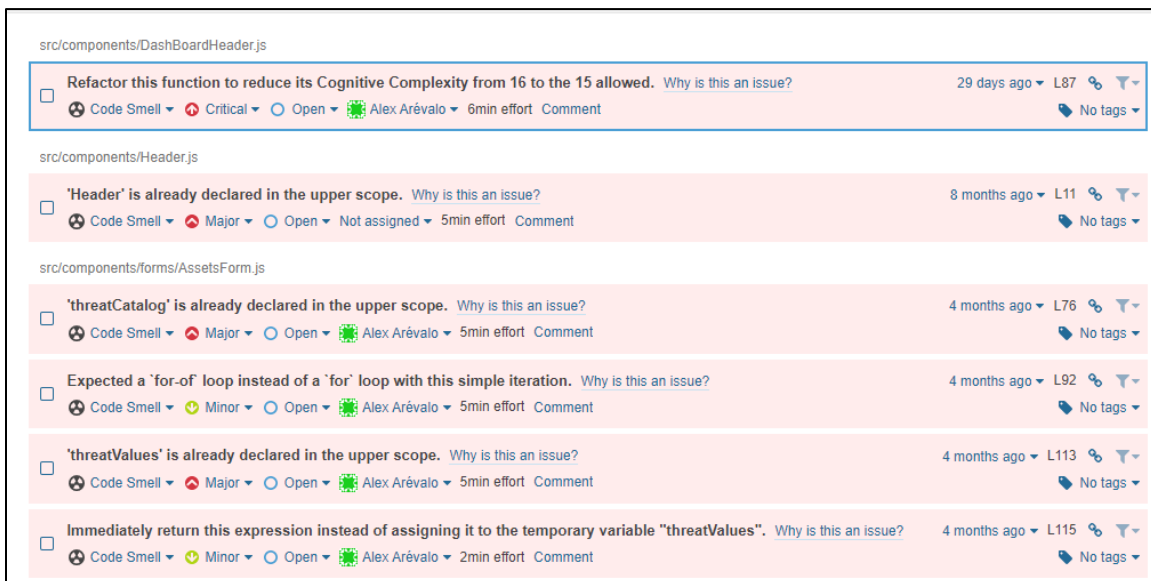 src/components/DashBoardHeader.js
Refactor this function to reduce its Cognitive Complexity from 16 to the 15 allowed. Why is this an issue? 29 days ago L87
Code Smell Critical Open Alex Arévalo 6min effort Comment No tags
src/components/Header.js
'Header' is already declared in the upper scope. Why is this an issue? 8 months ago L11
Code Smell Major Open Not assigned 5min effort Comment No tags
src/components/forms/AssetsForm.js
'threatCatalog' is already declared in the upper scope. Why is this an issue? 4 months ago L76
Code Smell Major Open Alex Arévalo 5min effort Comment No tags
Expected a `for-of` loop instead of a `for` loop with this simple iteration. Why is this an issue? 4 months ago L92
Code Smell Minor Open Alex Arévalo 5min effort Comment No tags
'threatValues' is already declared in the upper scope. Why is this an issue? 4 months ago L113
Code Smell Major Open Alex Arévalo 5min effort Comment No tags
Immediately return this expression instead of assigning it to the temporary variable "threatValues". Why is this an issue? 4 months ago L115
Code Smell Minor Open Alex Arévalo 2min effort Comment No tags